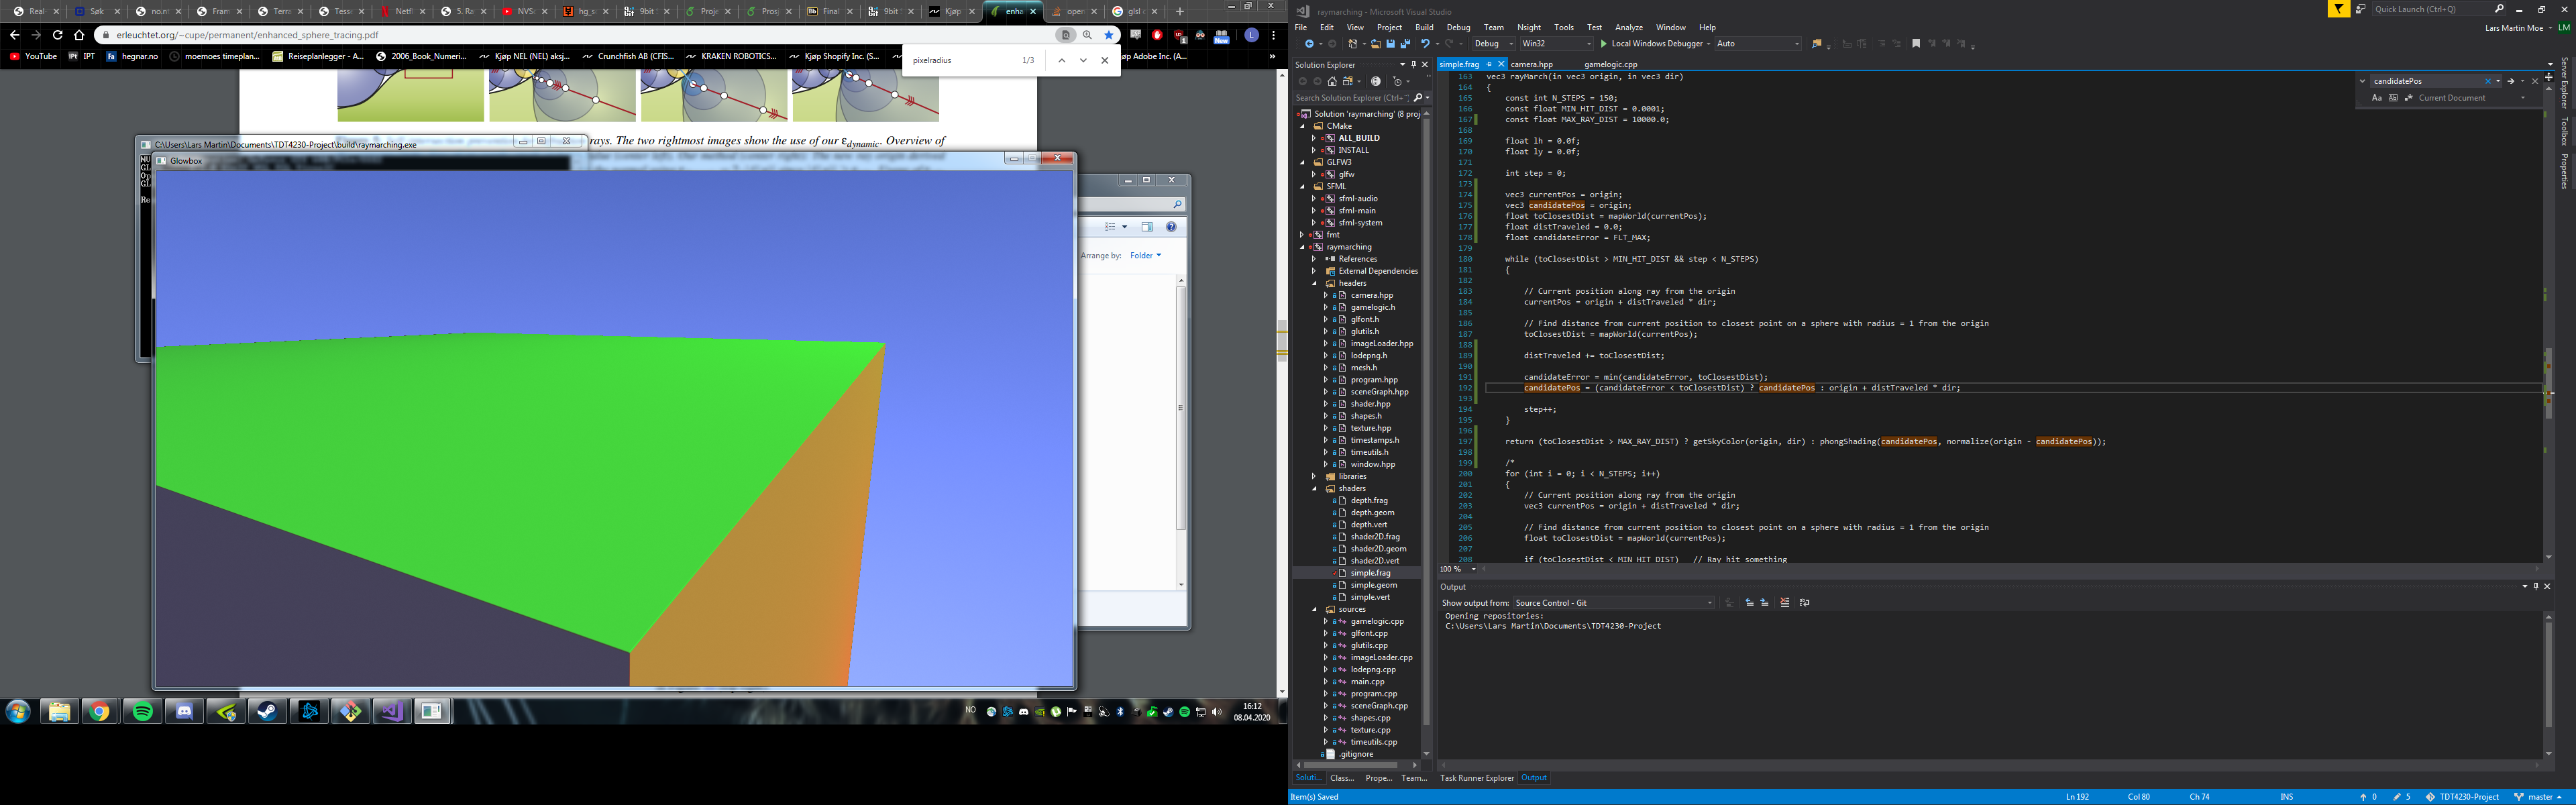 Real-
Søk
no.m
Fram
Terra
Tesse
Netfl
5. Ra
NVS
hg_s
9bit
Proje
Prosj
Final
9bit
Kjøp
enha
open
glsl c
erleuchtet.org/~cupe/permanent/enhanced_sphere_tracing.pdf
YouTube
IPT
hegnar.no
moemoes timeplan...
Reiseplanlegger - A...
2006_Book_Numeri...
Kjøp NEL (NEL) aksj...
Crunchfish AB (CFIS...
KRAKEN ROBOTICS...
Kjøp Shopify Inc. (S...
øp Adobe Inc. (A...
pixelradius 1/3
rays. The two rightmost images show the use of our εdynamic. Overview of
C:\Users\Lars Martin\Documents\TDT4230-Project\build\raymarching.exe
Glowbox
Arrange by: Folder
NO
16:12
08.04.2020
raymarching - Microsoft Visual Studio
Quick Launch (Ctrl+Q)
File Edit View Project Build Debug Team Nsight Tools Test Analyze Window Help
Lars Martin Moe
LM
Debug Win32 Local Windows Debugger Auto
Solution Explorer
Search Solution Explorer (Ctrl+
Solution 'raymarching' (8 proj
CMake
ALL_BUILD
INSTALL
GLFW3
glfw
SFML
sfml-audio
sfml-main
sfml-system
fmt
raymarching
References
External Dependencies
headers
camera.hpp
gamelogic.h
glfont.h
glutils.h
imageLoader.hpp
lodepng.h
mesh.h
program.hpp
sceneGraph.hpp
shader.hpp
shapes.h
texture.hpp
timestamps.h
timeutils.h
window.hpp
libraries
shaders
depth.frag
depth.geom
depth.vert
shader2D.frag
shader2D.geom
shader2D.vert
simple.frag
simple.geom
simple.vert
sources
gamelogic.cpp
glfont.cpp
glutils.cpp
imageLoader.cpp
lodepng.cpp
main.cpp
program.cpp
sceneGraph.cpp
shapes.cpp
texture.cpp
timeutils.cpp
.gitignore
Soluti... Class... Prope... Team...
simple.frag camera.hpp gamelogic.cpp
candidatePos
Aa Current Document
163 vec3 rayMarch(in vec3 origin, in vec3 dir)
164 {
165 const int N_STEPS = 150;
166 const float MIN_HIT_DIST = 0.0001;
167 const float MAX_RAY_DIST = 10000.0;
168
169 float lh = 0.0f;
170 float ly = 0.0f;
171
172 int step = 0;
173
174 vec3 currentPos = origin;
175 vec3 candidatePos = origin;
176 float toClosestDist = mapWorld(currentPos);
177 float distTraveled = 0.0;
178 float candidateError = FLT_MAX;
179
180 while (toClosestDist > MIN_HIT_DIST && step < N_STEPS)
181 {
182
183 // Current position along ray from the origin
184 currentPos = origin + distTraveled * dir;
185
186 // Find distance from current position to closest point on a sphere with radius = 1 from the origin
187 toClosestDist = mapWorld(currentPos);
188
189 distTraveled += toClosestDist;
190
191 candidateError = min(candidateError, toClosestDist);
192 candidatePos = (candidateError < toClosestDist) ? candidatePos : origin + distTraveled * dir;
193
194 step++;
195 }
196
197 return (toClosestDist > MAX_RAY_DIST) ? getSkyColor(origin, dir) : phongShading(candidatePos, normalize(origin - candidatePos));
198
199 /*
200 for (int i = 0; i < N_STEPS; i++)
201 {
202 // Current position along ray from the origin
203 vec3 currentPos = origin + distTraveled * dir;
204
205 // Find distance from current position to closest point on a sphere with radius = 1 from the origin
206 float toClosestDist = mapWorld(currentPos);
207
208 if (toClosestDist < MIN_HIT_DIST) // Ray hit something
100 %
Output
Show output from: Source Control - Git
Opening repositories:
C:\Users\Lars Martin\Documents\TDT4230-Project
Task Runner Explorer Output
Server Explorer
Toolbox
Properties
Item(s) Saved
Ln 192 Col 80 Ch 74 INS
0 5 TDT4230-Project master